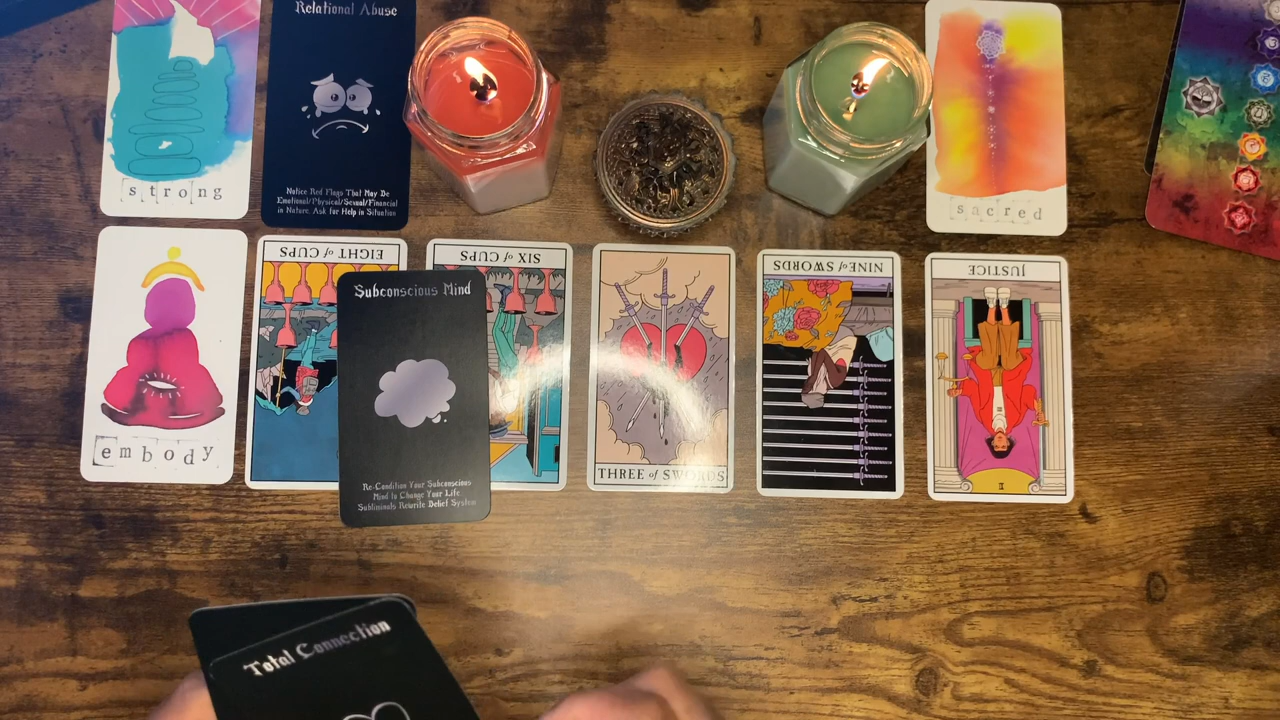 Relational Abuse
Notice Red Flags That May Be
Emotional/Physical/Sexual/Financial
in Nature. Ask for Help in Situation
strong
sacred
embody
EIGHT of CUPS
SIX of CUPS
THREE of SWORDS
NINE of SWORDS
JUSTICE
II
Subconscious Mind
Re-Condition Your Subconscious
Mind to Change Your Life.
Subliminals Rewrite Belief System
Total Connection